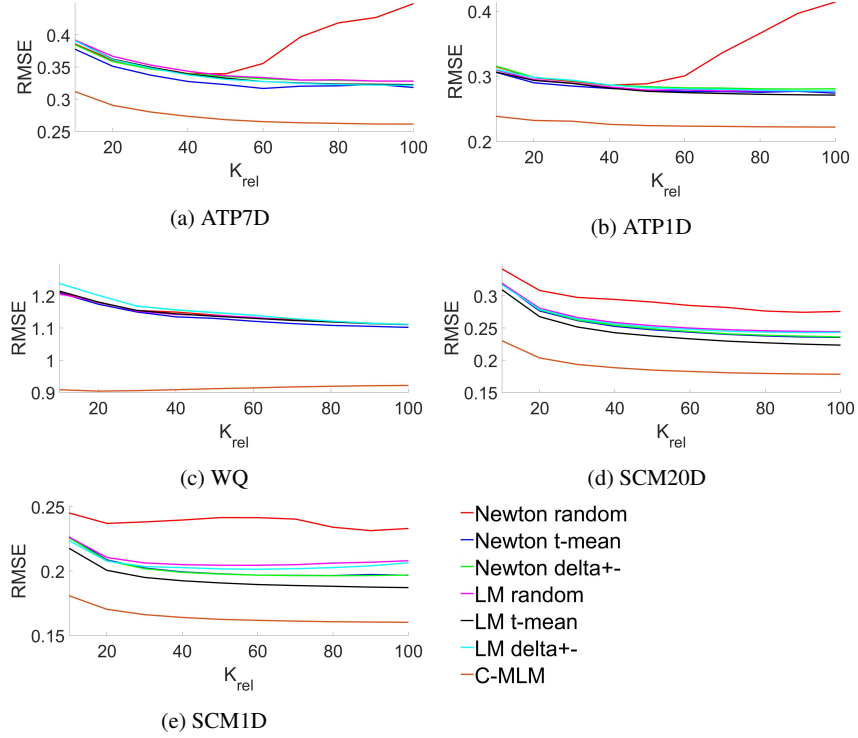 0.4
0.35
0.3
0.25
RMSE
20 40 60 80 100
K_rel
(a) ATP7D
0.4
0.3
0.2
RMSE
20 40 60 80 100
K_rel
(b) ATP1D
1.2
1.1
1
0.9
RMSE
20 40 60 80 100
K_rel
(c) WQ
0.3
0.25
0.2
0.15
RMSE
20 40 60 80 100
K_rel
(d) SCM20D
0.25
0.2
0.15
RMSE
20 40 60 80 100
K_rel
(e) SCM1D
Newton random
Newton t-mean
Newton delta+-
LM random
LM t-mean
LM delta+-
C-MLM